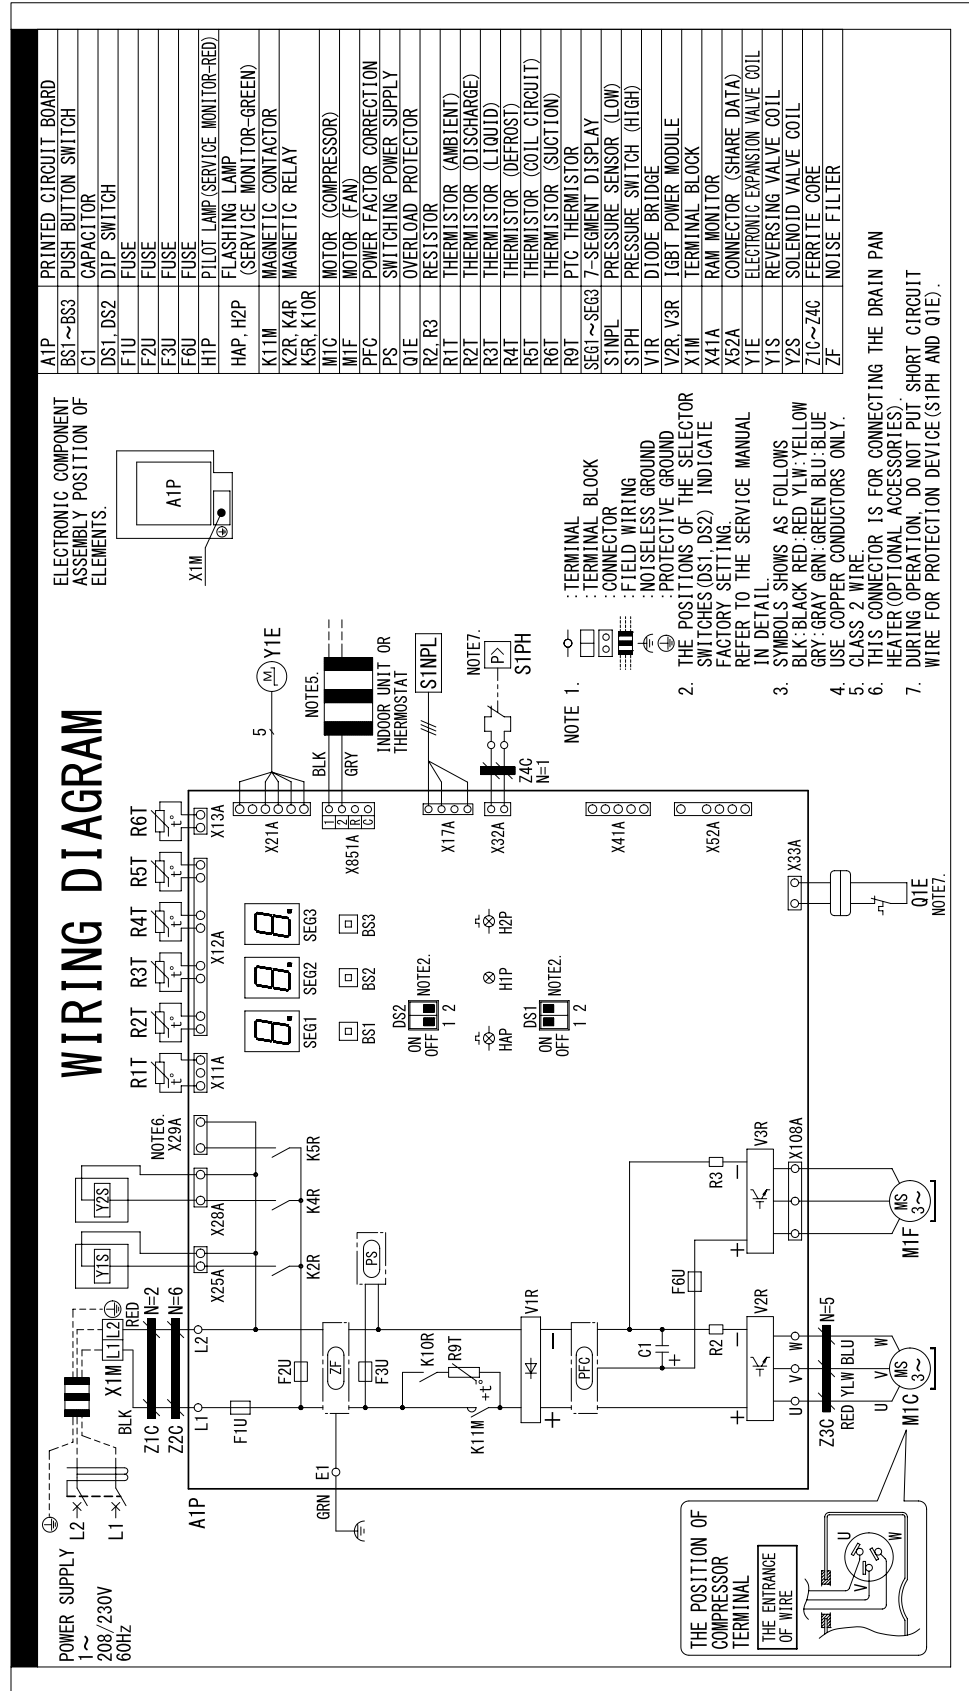 WIRING DIAGRAM
POWER SUPPLY
1～
208/230V
60Hz
L2
L1
X1M
L1 L2
BLK
RED
Z1C
N=2
Z2C
N=6
L1
L2
A1P
GRN
E1
F1U
F2U
ZF
F3U
PS
K10R
R9T
+t°
K11M
V1R
+
−
PFC
C1
+
R2
R3
F6U
V2R
+
−
V3R
+
−
X108A
U
V
W
Z3C
N=5
RED YLW BLU
U
V
W
MS
3～
M1C
MS
3～
M1F
Y1S
Y2S
X25A
X28A
NOTE6.
X29A
K2R
K4R
K5R
R1T
R2T
R3T
R4T
R5T
R6T
t°
t°
t°
t°
t°
t°
X11A
X12A
X13A
SEG1
SEG2
SEG3
BS1
BS2
BS3
DS2
ON
OFF
1 2
NOTE2.
HAP
H1P
H2P
DS1
ON
OFF
1 2
NOTE2.
X21A
5
M
Y1E
X851A
1
2
R
C
BLK
GRY
NOTE5.
INDOOR UNIT OR
THERMOSTAT
X17A
S1NPL
X32A
Z4C
N=1
NOTE7.
P>
S1PH
X41A
X52A
X33A
Q1E
NOTE7.
THE POSITION OF
COMPRESSOR
TERMINAL
THE ENTRANCE
OF WIRE
U
V
W
ELECTRONIC COMPONENT
ASSEMBLY POSITION OF
ELEMENTS.
A1P
X1M
NOTE 1.
:TERMINAL
:TERMINAL BLOCK
:CONNECTOR
:FIELD WIRING
:NOISELESS GROUND
:PROTECTIVE GROUND
2. THE POSITIONS OF THE SELECTOR
SWITCHES(DS1,DS2) INDICATE
FACTORY SETTING.
REFER TO THE SERVICE MANUAL
IN DETAIL.
3. SYMBOLS SHOWS AS FOLLOWS
BLK:BLACK RED:RED YLW:YELLOW
GRY:GRAY GRN:GREEN BLU:BLUE
4. USE COPPER CONDUCTORS ONLY.
5. CLASS 2 WIRE.
6. THIS CONNECTOR IS FOR CONNECTING THE DRAIN PAN
HEATER(OPTIONAL ACCESSORIES).
7. DURING OPERATION, DO NOT PUT SHORT CIRCUIT
WIRE FOR PROTECTION DEVICE(S1PH AND Q1E).
A1P PRINTED CIRCUIT BOARD
BS1～BS3 PUSH BUTTON SWITCH
C1 CAPACITOR
DS1,DS2 DIP SWITCH
F1U FUSE
F2U FUSE
F3U FUSE
F6U FUSE
H1P PILOT LAMP(SERVICE MONITOR-RED)
HAP,H2P FLASHING LAMP
(SERVICE MONITOR-GREEN)
K11M MAGNETIC CONTACTOR
K2R,K4R MAGNETIC RELAY
K5R,K10R
M1C MOTOR (COMPRESSOR)
M1F MOTOR (FAN)
PFC POWER FACTOR CORRECTION
PS SWITCHING POWER SUPPLY
Q1E OVERLOAD PROTECTOR
R2,R3 RESISTOR
R1T THERMISTOR (AMBIENT)
R2T THERMISTOR (DISCHARGE)
R3T THERMISTOR (LIQUID)
R4T THERMISTOR (DEFROST)
R5T THERMISTOR (COIL CIRCUIT)
R6T THERMISTOR (SUCTION)
R9T PTC THERMISTOR
SEG1～SEG3 7-SEGMENT DISPLAY
S1NPL PRESSURE SENSOR (LOW)
S1PH PRESSURE SWITCH (HIGH)
V1R DIODE BRIDGE
V2R,V3R IGBT POWER MODULE
X1M TERMINAL BLOCK
X41A RAM MONITOR
X52A CONNECTOR (SHARE DATA)
Y1E ELECTRONIC EXPANSION VALVE COIL
Y1S REVERSING VALVE COIL
Y2S SOLENOID VALVE COIL
Z1C～Z4C FERRITE CORE
ZF NOISE FILTER